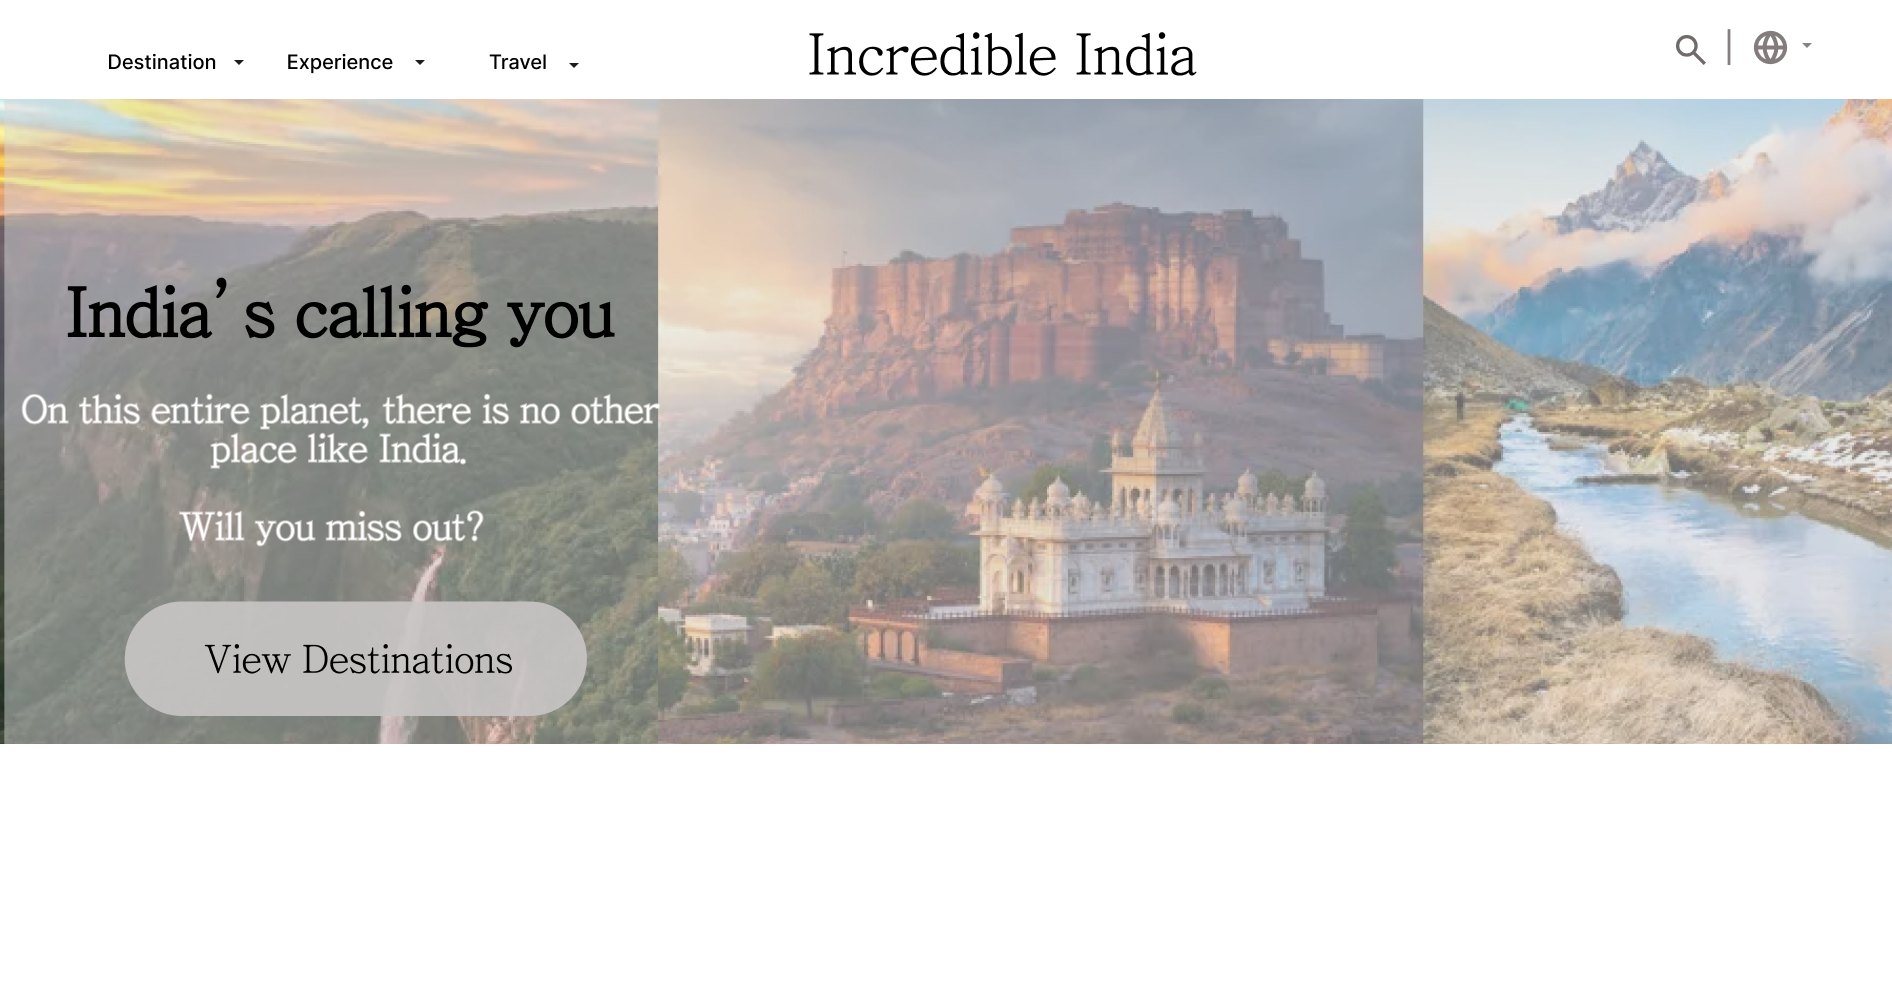 Destination
Experience
Travel
Incredible India
India’s calling you
On this entire planet, there is no other
place like India.
Will you miss out?
View Destinations